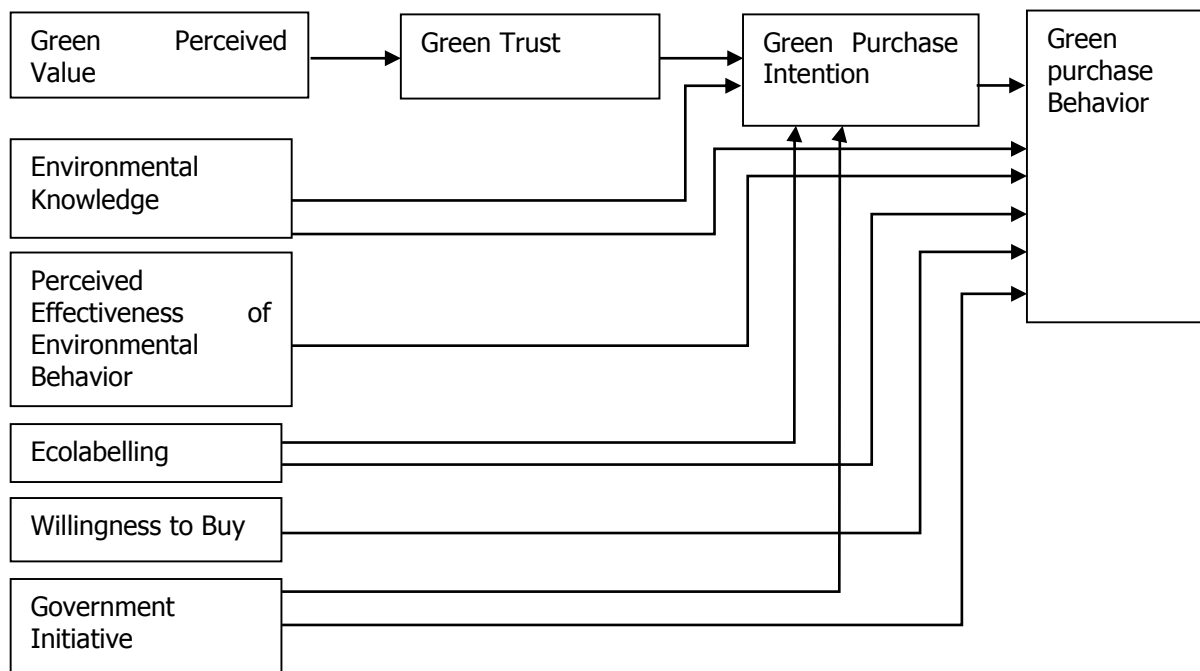 Green Perceived
Value
Green Trust
Green Purchase
Intention
Green
purchase
Behavior
Environmental
Knowledge
Perceived
Effectiveness of
Environmental
Behavior
Ecolabelling
Willingness to Buy
Government
Initiative